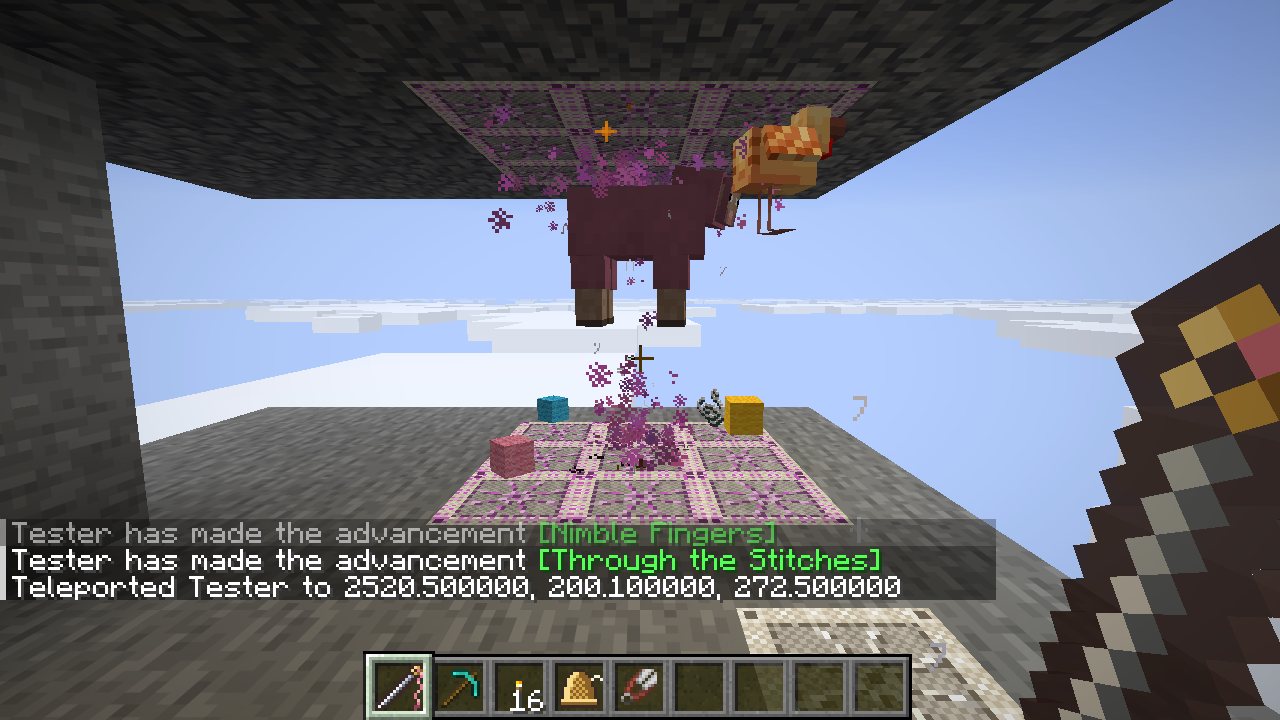 Tester has made the advancement [Nimble Fingers]
Tester has made the advancement [Through the Stitches]
Teleported Tester to 2520.500000, 200.100000, 272.500000
16